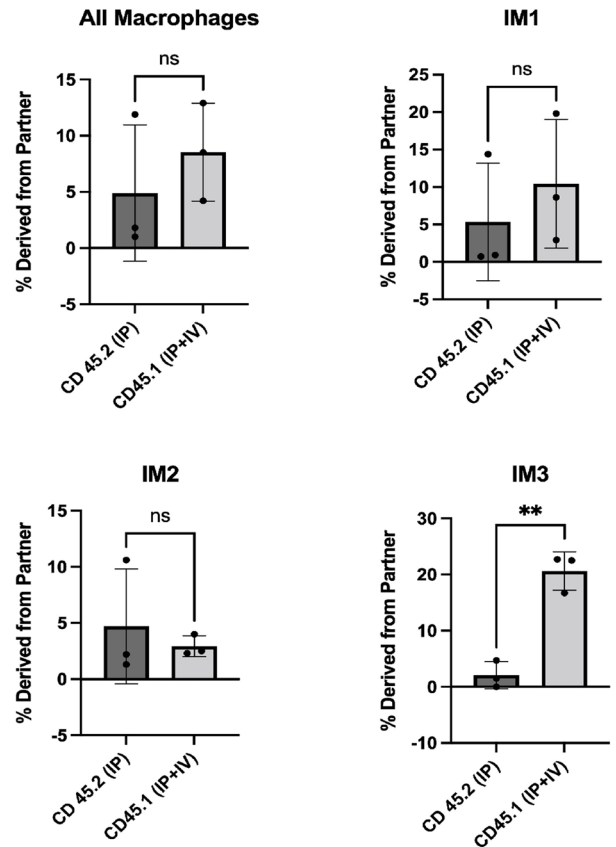 All Macrophages
ns
15
10
5
0
-5
% Derived from Partner
CD 45.2 (IP)
CD45.1 (IP+IV)
IM1
ns
25
20
15
10
5
0
-5
% Derived from Partner
CD 45.2 (IP)
CD45.1 (IP+IV)
IM2
ns
15
10
5
0
-5
% Derived from Partner
CD 45.2 (IP)
CD45.1 (IP+IV)
IM3
**
30
20
10
0
-10
% Derived from Partner
CD 45.2 (IP)
CD45.1 (IP+IV)